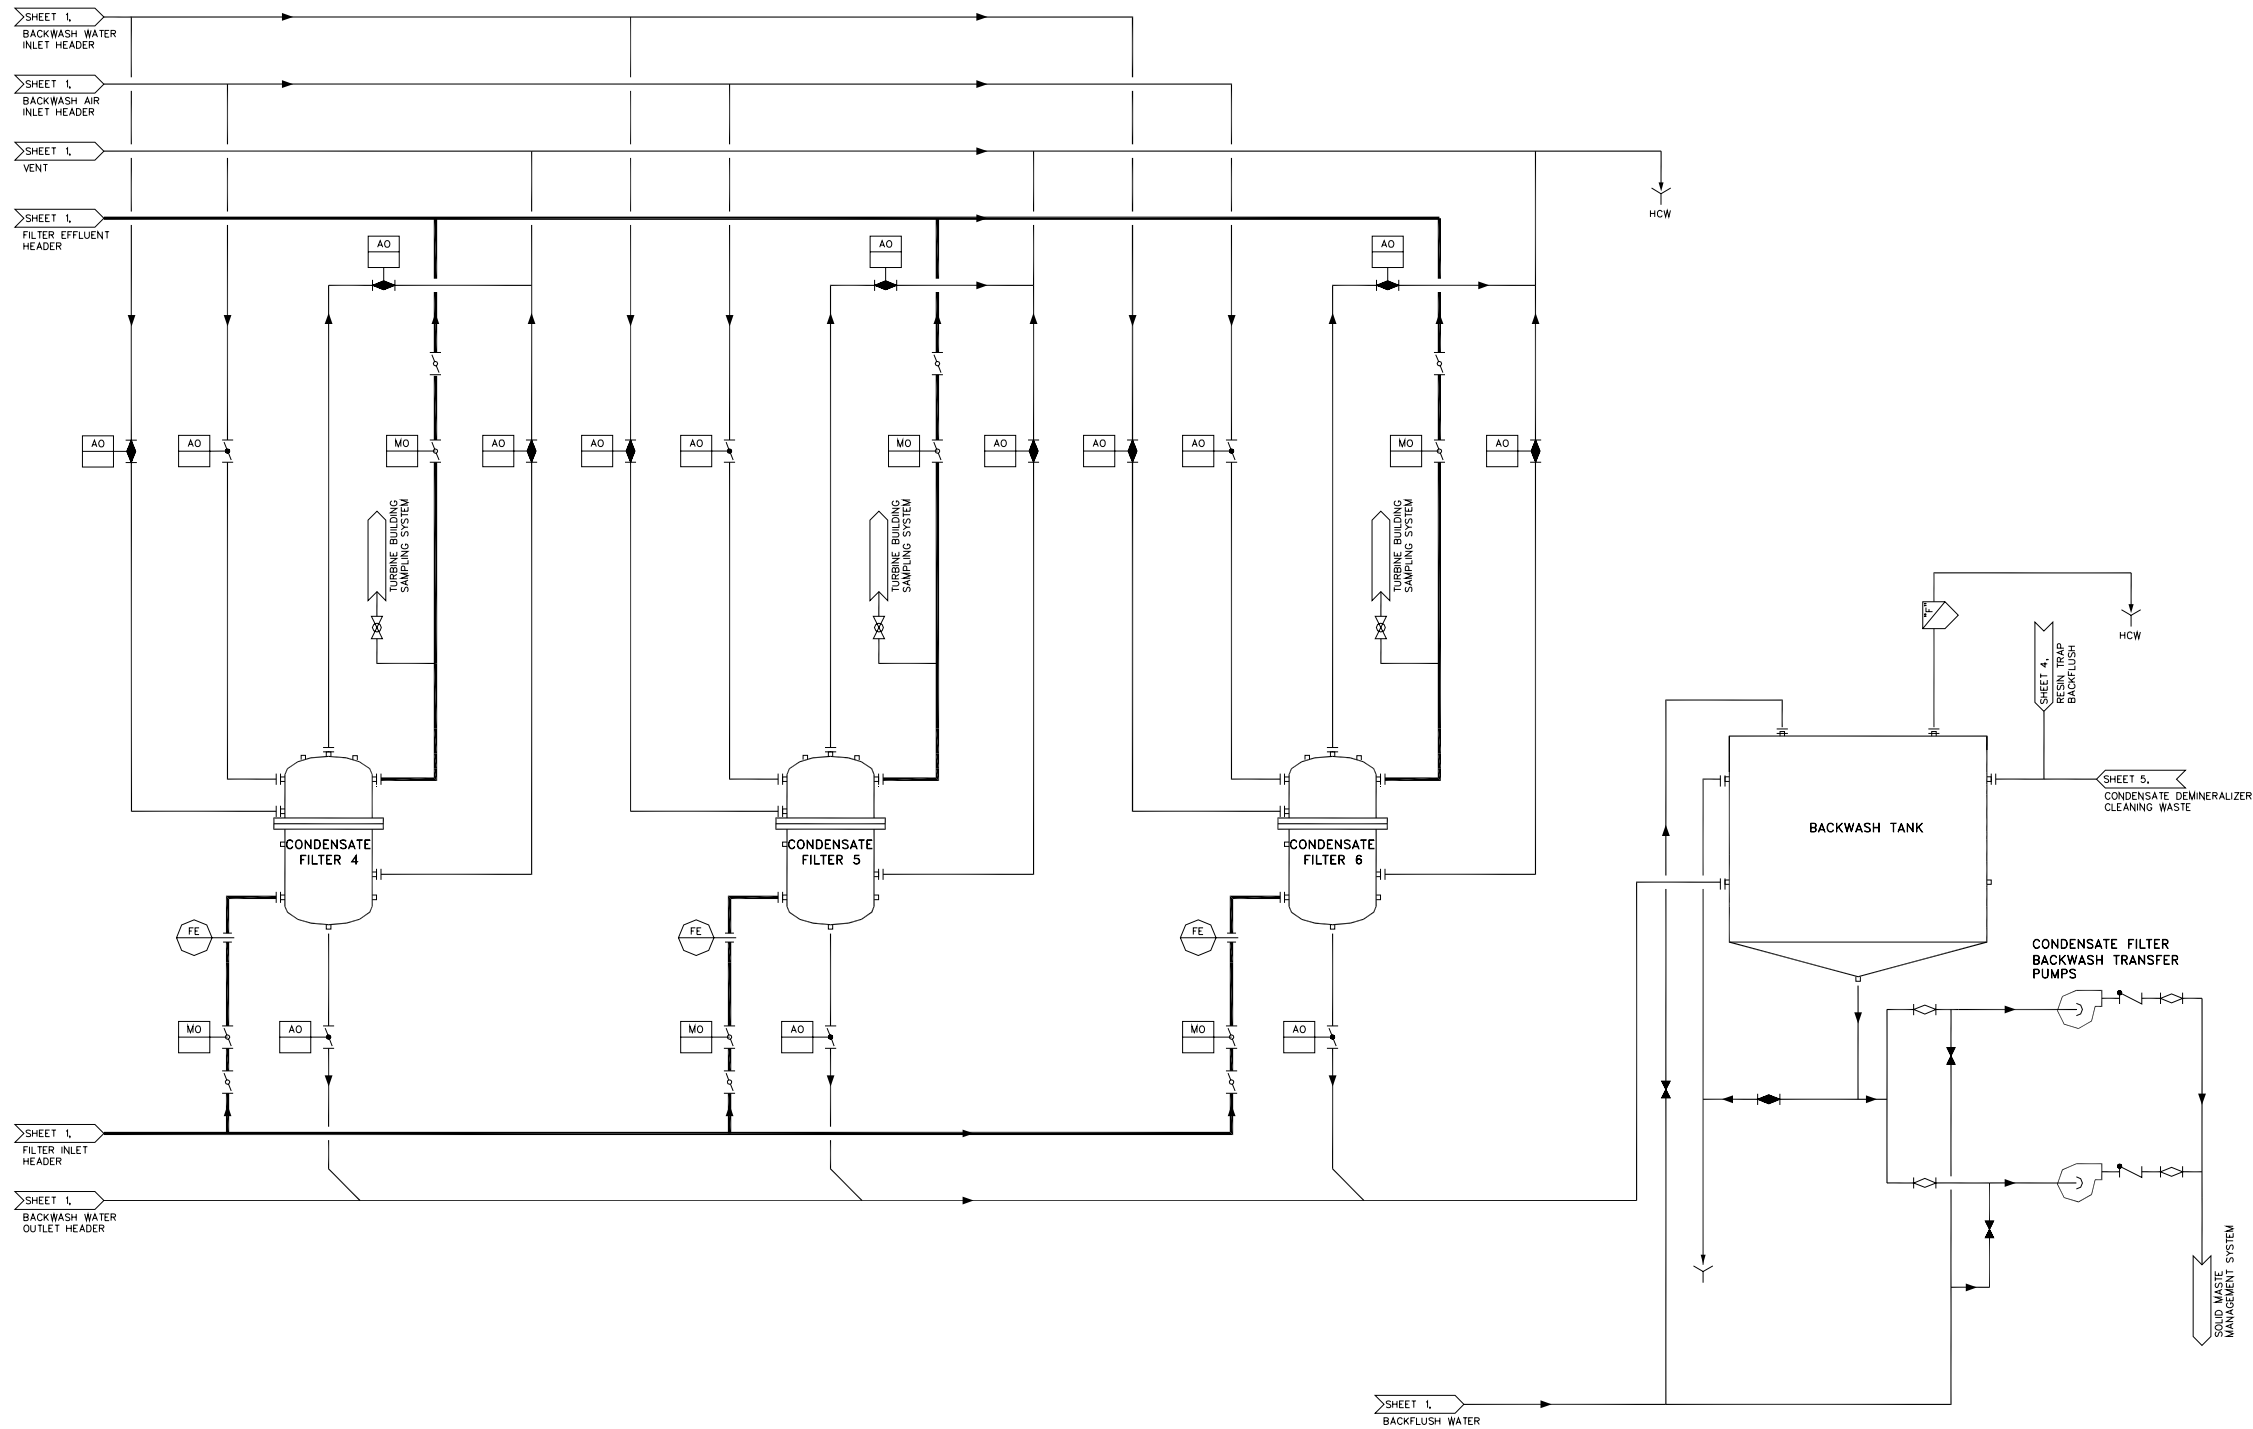 SHEET 1,
BACKWASH WATER
INLET HEADER
SHEET 1,
BACKWASH AIR
INLET HEADER
SHEET 1,
VENT
HCW
SHEET 1,
FILTER EFFLUENT
HEADER
AO
AO
AO
AO
AO
MO
AO
AO
AO
MO
AO
AO
AO
MO
AO
TURBINE BUILDING
SAMPLING SYSTEM
TURBINE BUILDING
SAMPLING SYSTEM
TURBINE BUILDING
SAMPLING SYSTEM
"F"
HCW
SHEET 4,
RESIN TRAP
BACKFLUSH
SHEET 5,
CONDENSATE DEMINERALIZER
CLEANING WASTE
BACKWASH TANK
CONDENSATE
FILTER 4
CONDENSATE
FILTER 5
CONDENSATE
FILTER 6
FE
FE
FE
CONDENSATE FILTER
BACKWASH TRANSFER
PUMPS
MO
AO
MO
AO
MO
AO
SHEET 1,
FILTER INLET
HEADER
SHEET 1,
BACKWASH WATER
OUTLET HEADER
SOLID WASTE
MANAGEMENT SYSTEM
SHEET 1,
BACKFLUSH WATER